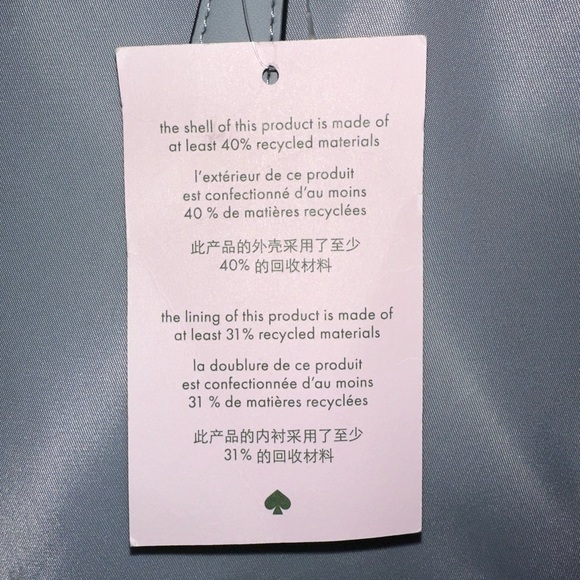 the shell of this product is made of
at least 40% recycled materials
l'extérieur de ce produit
est confectionné d'au moins
40 % de matières recyclées
此产品的外壳采用了至少
40% 的回收材料
the lining of this product is made of
at least 31% recycled materials
la doublure de ce produit
est confectionnée d'au moins
31 % de matières recyclées
此产品的内衬采用了至少
31% 的回收材料